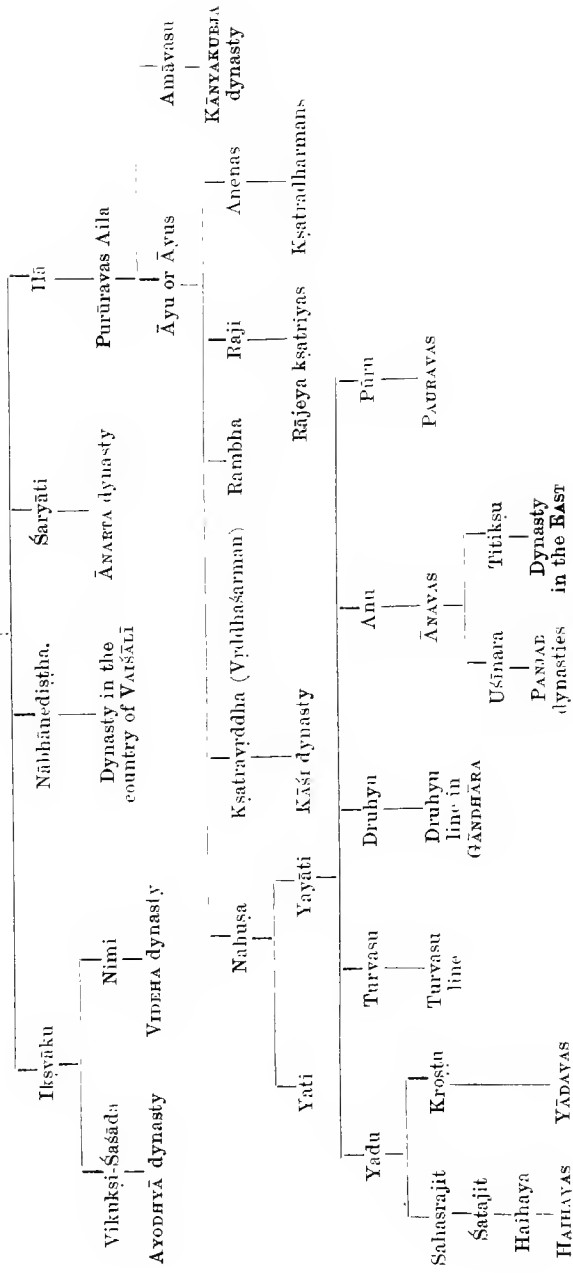 Ikṣvāku Nābhānediṣṭha. Śaryāti Ilā
Vikukṣi-Śaśāda Nimi Dynasty in the ĀNARTA dynasty Purūravas Aila
AYODHYĀ dynasty VIDEHA dynasty country of VAIŚĀLĪ
Āyu or Āyus Amāvasu
KĀNYAKUBJA
dynasty
Nahuṣa Kṣatravṛddha (Vṛddhaśarman) Rambha Raji Anenas
Yati Yayāti KĀŚI dynasty Rājeya kṣatriyas Kṣatradharmans
Yadu Turvasu Druhyu Anu Pūru
Turvasu Druhyu ĀNAVAS PAURAVAS
line line in
GĀNDHĀRA
Sahasrajit Kroṣṭu Uśīnara Titikṣu
Śatajit PANJAB Dynasty
Haihaya dynasties in the EAST
HAIHAYAS YĀDAVAS